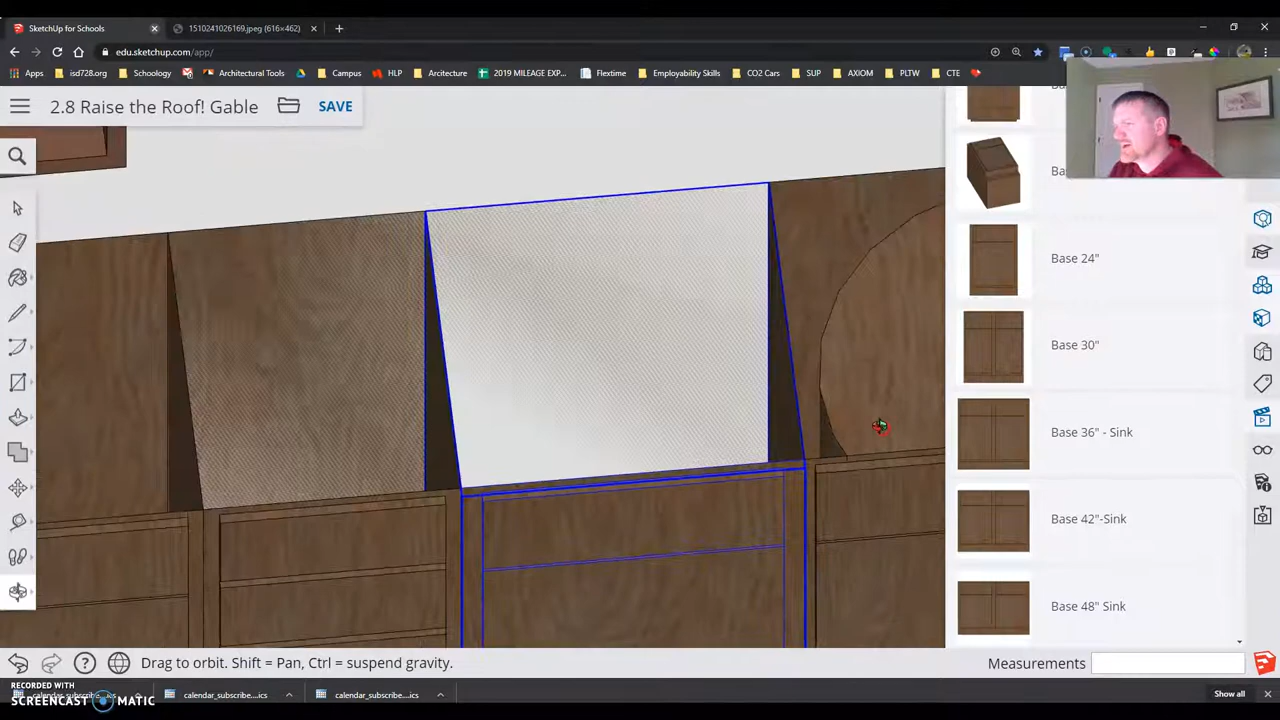 SketchUp for Schools
1510241026169.jpeg (616×462)
edu.sketchup.com/app/
Apps
isd728.org
Schoology
Architectural Tools
Campus
HLP
Arcitecture
2019 MILEAGE EXP...
Flextime
Employability Skills
CO2 Cars
SUP
AXIOM
PLTW
CTE
2.8 Raise the Roof! Gable
SAVE
Base 24"
Base 30"
Base 36" - Sink
Base 42"-Sink
Base 48" Sink
Drag to orbit. Shift = Pan, Ctrl = suspend gravity.
Measurements
RECORDED WITH
SCREENCAST MATIC
calendar_subscribe....ics
calendar_subscribe....ics
calendar_subscribe....ics
Show all